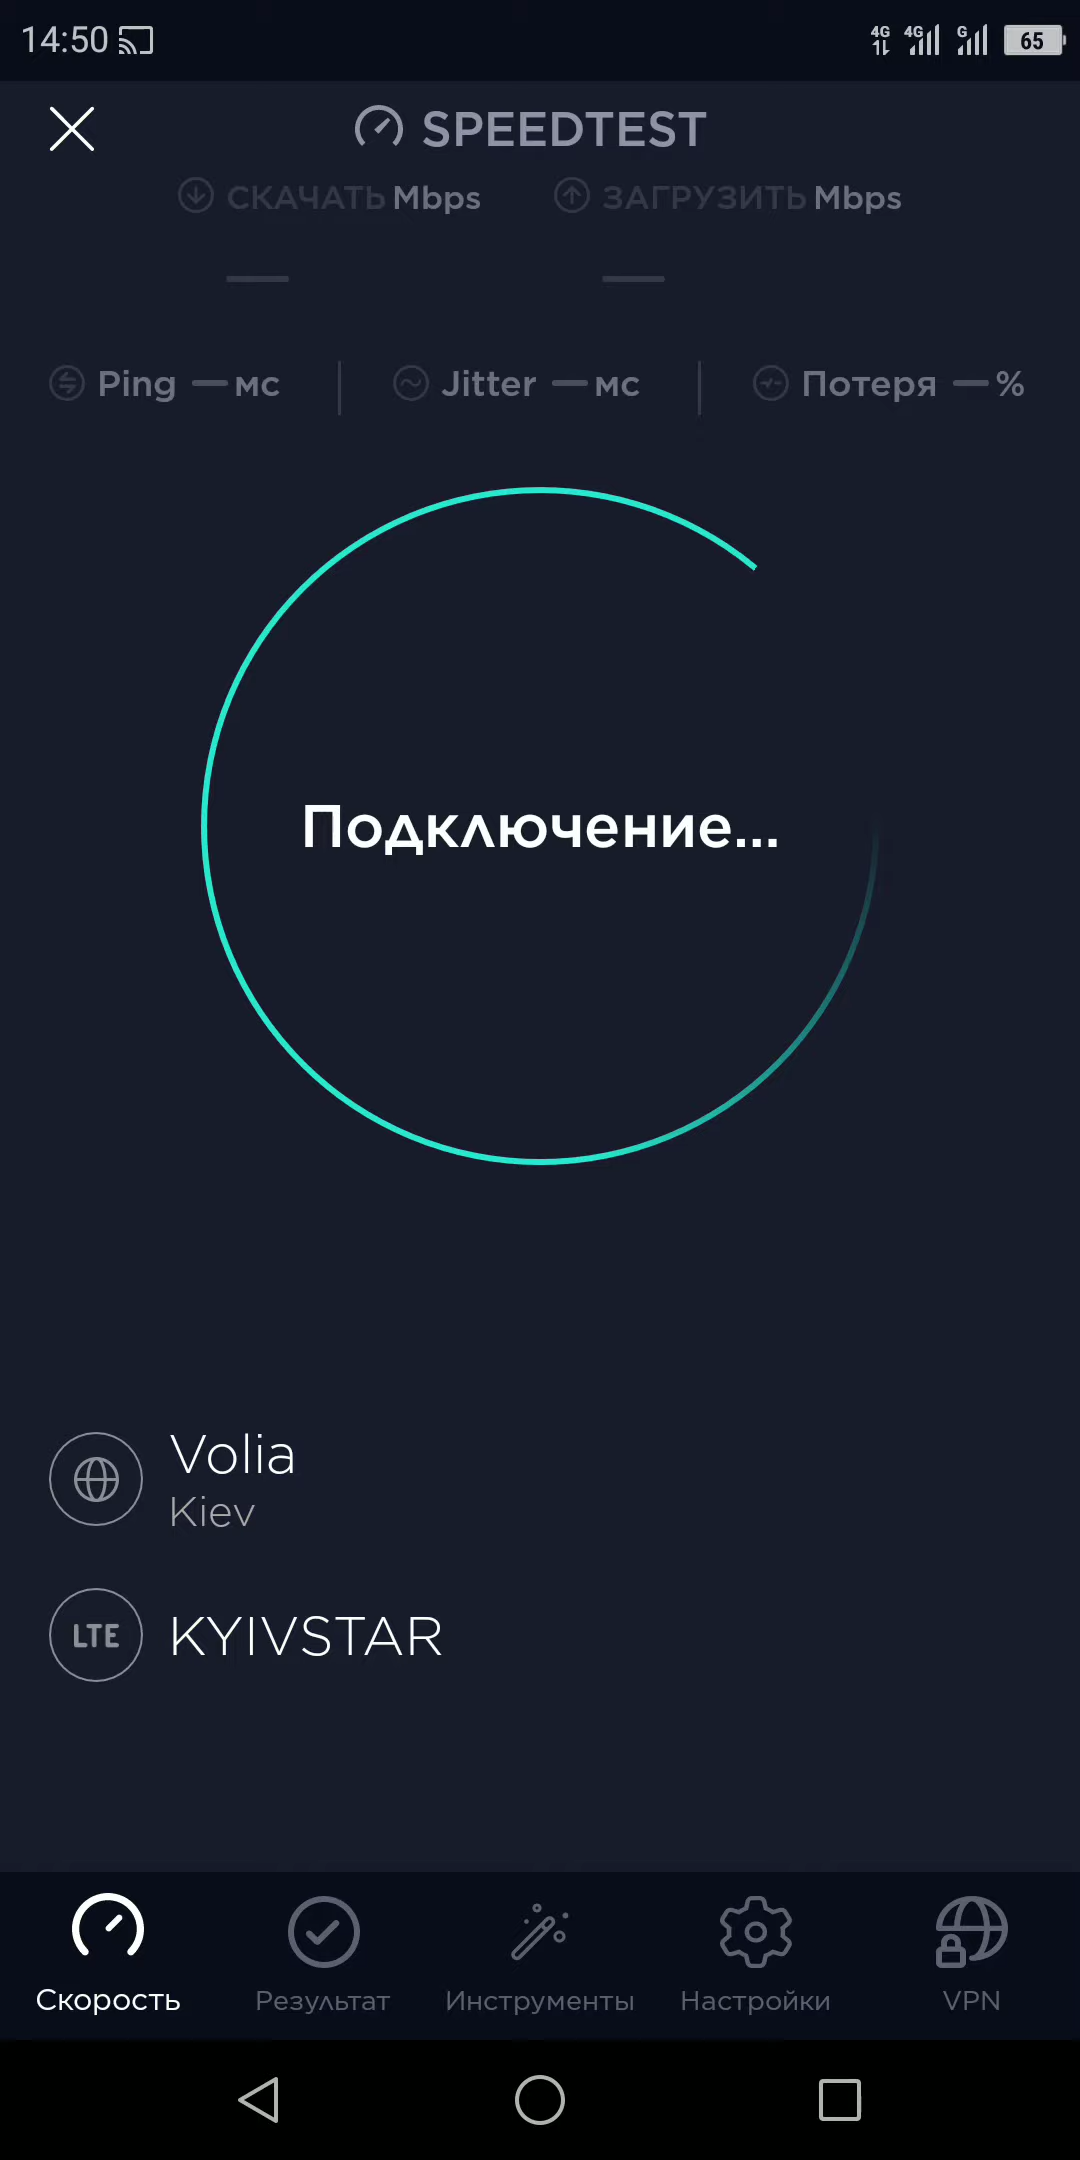 14:50
4G 4G G 65
SPEEDTEST
СКАЧАТЬ Mbps ЗАГРУЗИТЬ Mbps
— —
Ping — мс Jitter — мс Потеря — %
Подключение...
Volia
Kiev
LTE KYIVSTAR
Скорость Результат Инструменты Настройки VPN